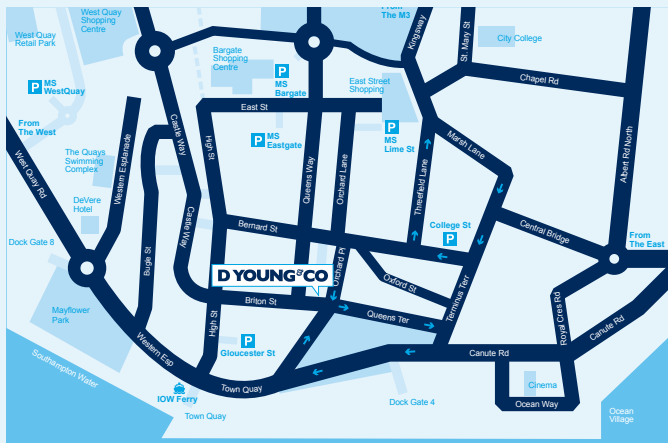 West Quay
Shopping
Centre
From
The M3
Kingsway
St. Mary St
City College
West Quay
Retail Park
Bargate
Shopping
Centre
P
MS
Bargate
East Street
Shopping
Chapel Rd
P MS
WestQuay
East St
From
The West
Castle Way
High St
P MS
Eastgate
P
MS
Lime St
Marsh Lane
Albert Rd North
The Quays
Swimming
Complex
Western Esplanade
West Quay Rd
Queens Way
Orchard Lane
Threefield Lane
DeVere
Hotel
Castle Way
Bernard St
College St
P
Central Bridge
From
The East
Dock Gate 8
Bugle St
D YOUNG & CO
Orchard Pl
Oxford St
Terminus Terr
Briton St
Queens Ter
Royal Cres Rd
Canute Rd
Mayflower
Park
High St
P
Gloucester St
Western Esp
Canute Rd
Southampton Water
IOW Ferry
Town Quay
Town Quay
Dock Gate 4
Cinema
Ocean Way
Ocean
Village